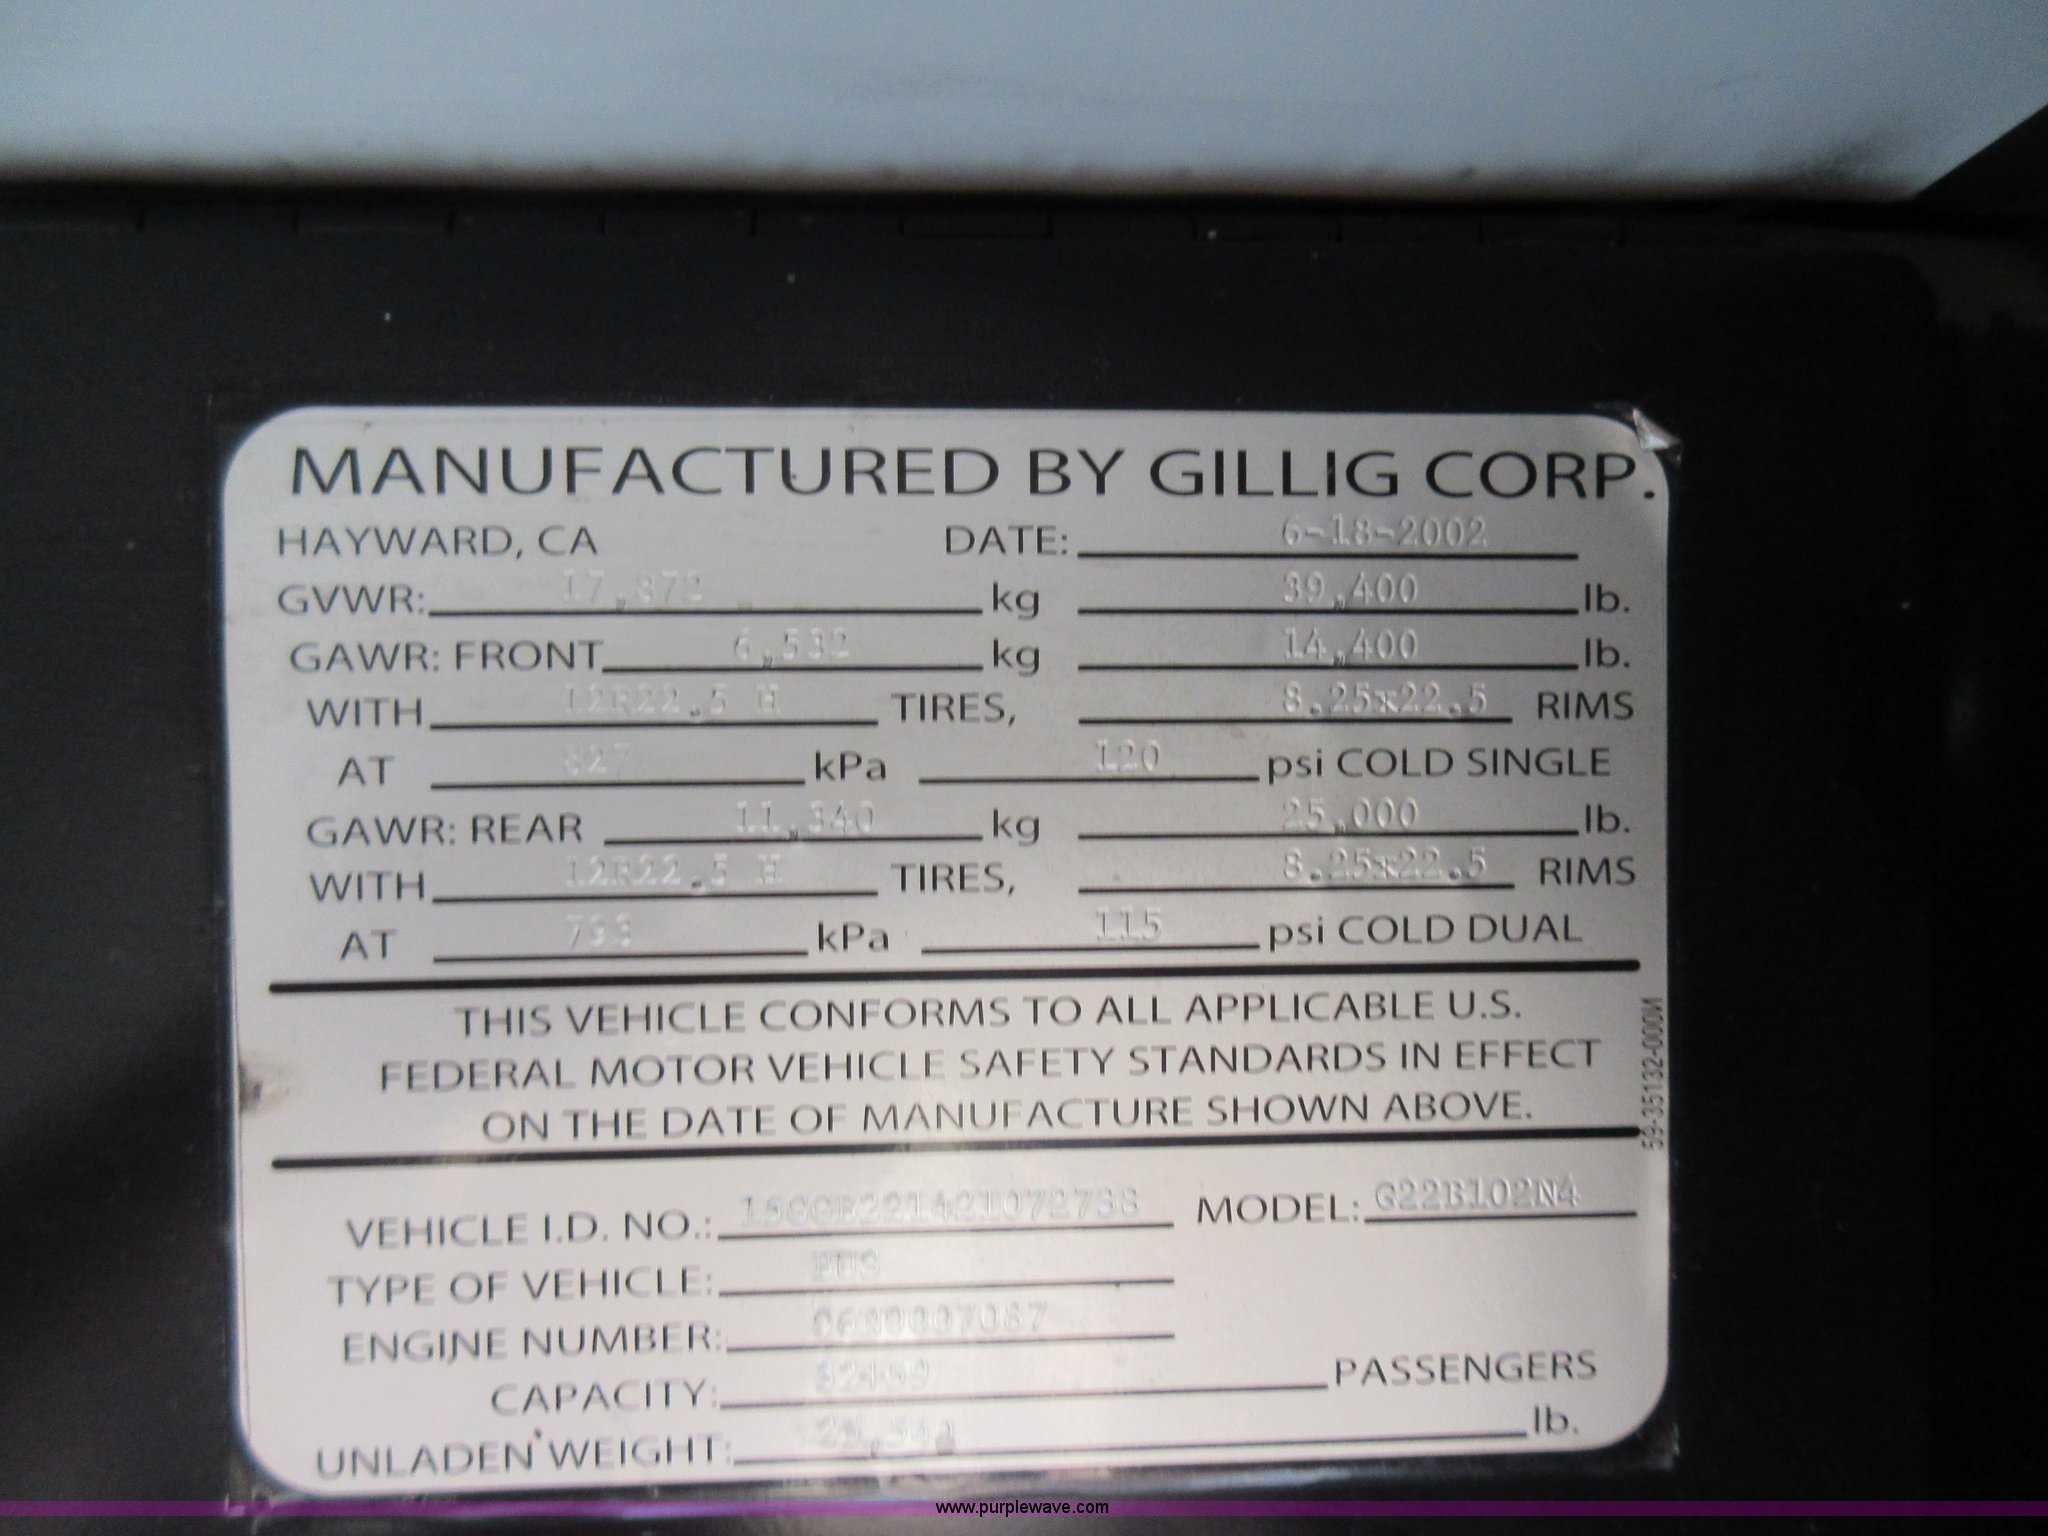 MANUFACTURED BY GILLIG CORP.
HAYWARD, CA DATE: 6-18-2002
GVWR: 17,872 kg 39,400 lb.
GAWR: FRONT 6,532 kg 14,400 lb.
WITH 12R22.5 H TIRES, 8.25x22.5 RIMS
AT 827 kPa 120 psi COLD SINGLE
GAWR: REAR 11,340 kg 25,000 lb.
WITH 12R22.5 H TIRES, 8.25x22.5 RIMS
AT 793 kPa 115 psi COLD DUAL
THIS VEHICLE CONFORMS TO ALL APPLICABLE U.S.
FEDERAL MOTOR VEHICLE SAFETY STANDARDS IN EFFECT
ON THE DATE OF MANUFACTURE SHOWN ABOVE.
59-35132-000M
VEHICLE I.D. NO.: 15GGB221421072738 MODEL: G22B102N4
TYPE OF VEHICLE: BUS
ENGINE NUMBER:
CAPACITY: PASSENGERS
UNLADEN WEIGHT: lb.
www.purplewave.com